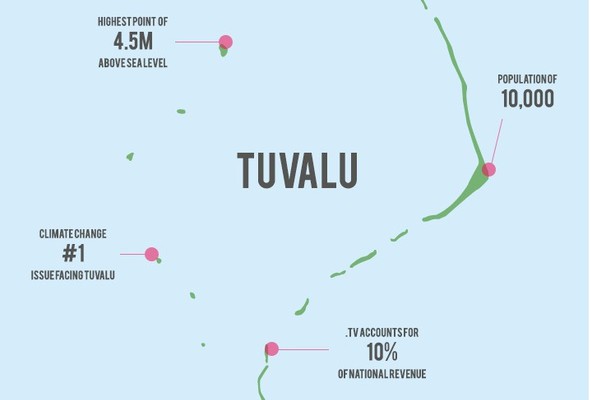 HIGHEST POINT OF
4.5M
ABOVE SEA LEVEL
POPULATION OF
10,000
TUVALU
CLIMATE CHANGE
#1
ISSUE FACING TUVALU
.TV ACCOUNTS FOR
10%
OF NATIONAL REVENUE